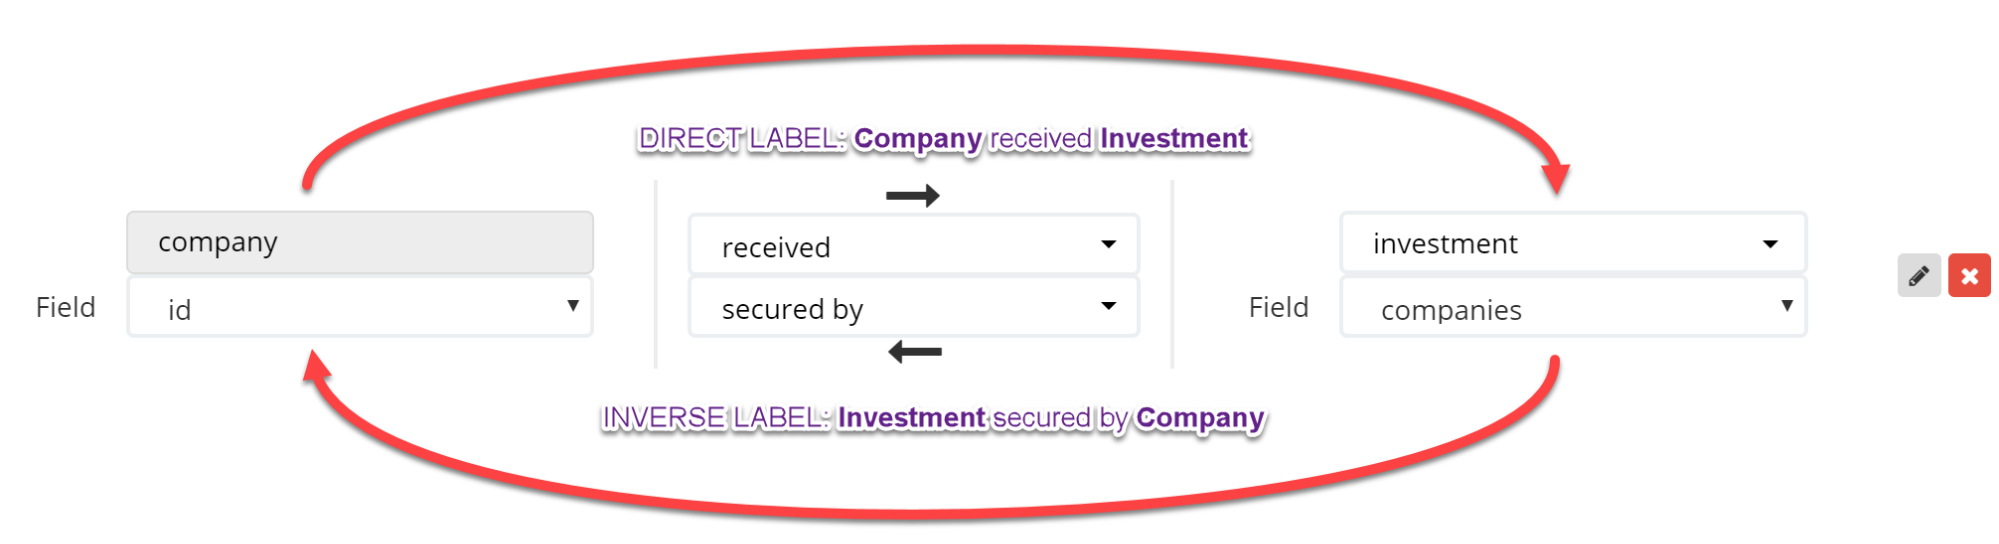 DIRECT LABEL: Company received Investment
company
received
investment
Field
id
secured by
Field
companies
INVERSE LABEL: Investment secured by Company